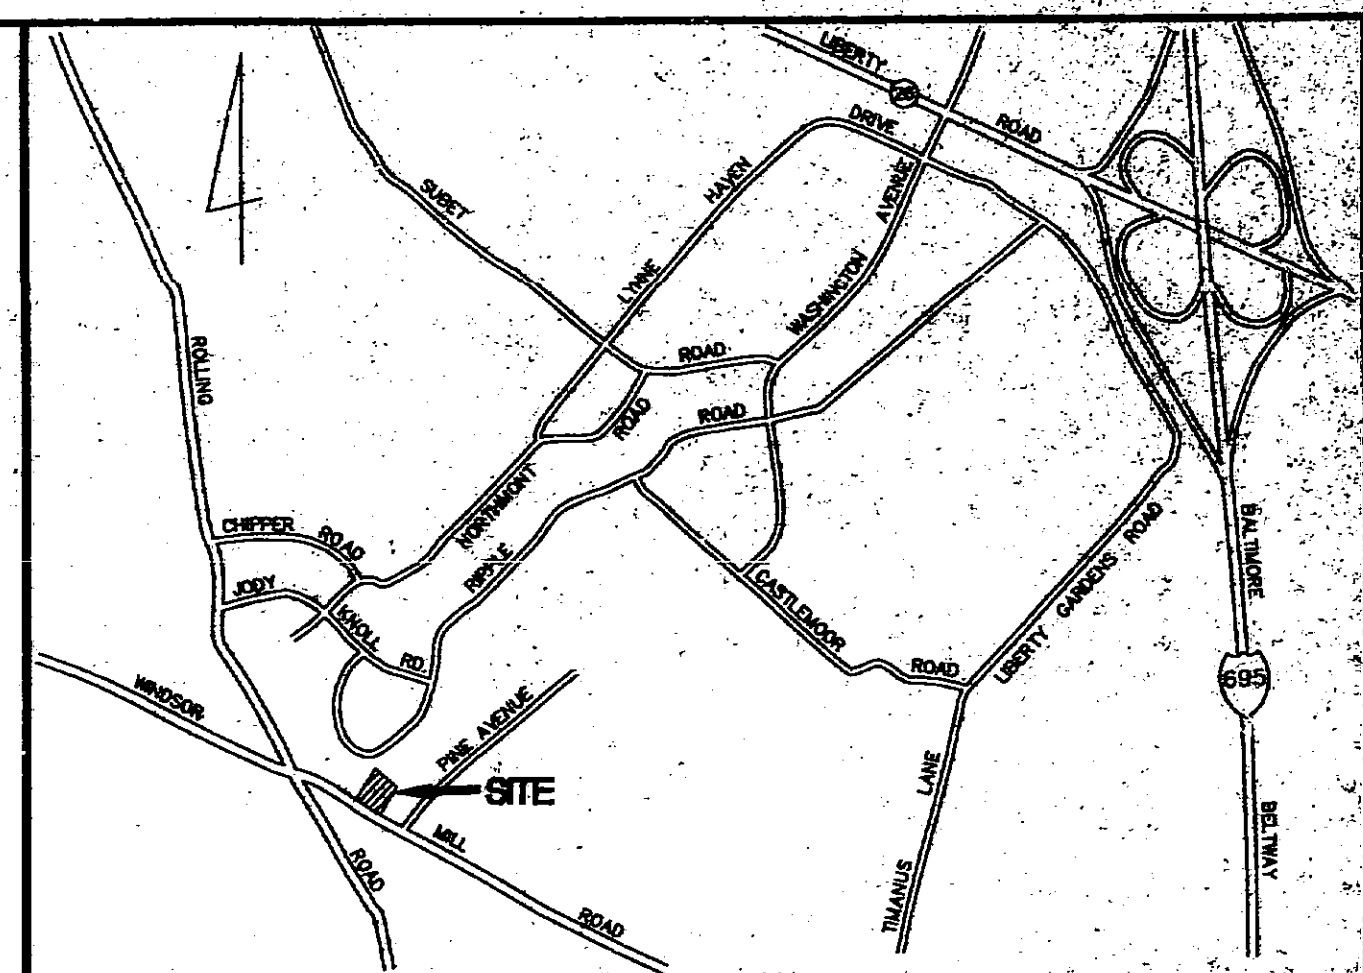 LIBERTY
26
ROAD
DRIVE
HAVEN
AVENUE
SUBET
LYNNE
WASHINGTON
ROLLING
ROAD
ROAD
ROAD
NORTHMONT
CHIPPER
ROAD
RIPPLE
JODY
KNOLL
RD.
CASTLEMOOR
ROAD
LIBERTY GARDENS ROAD
BALTIMORE
695
BELTWAY
WINDSOR
PINE AVENUE
SITE
MILL
ROAD
ROAD
LANE
TIMANUS